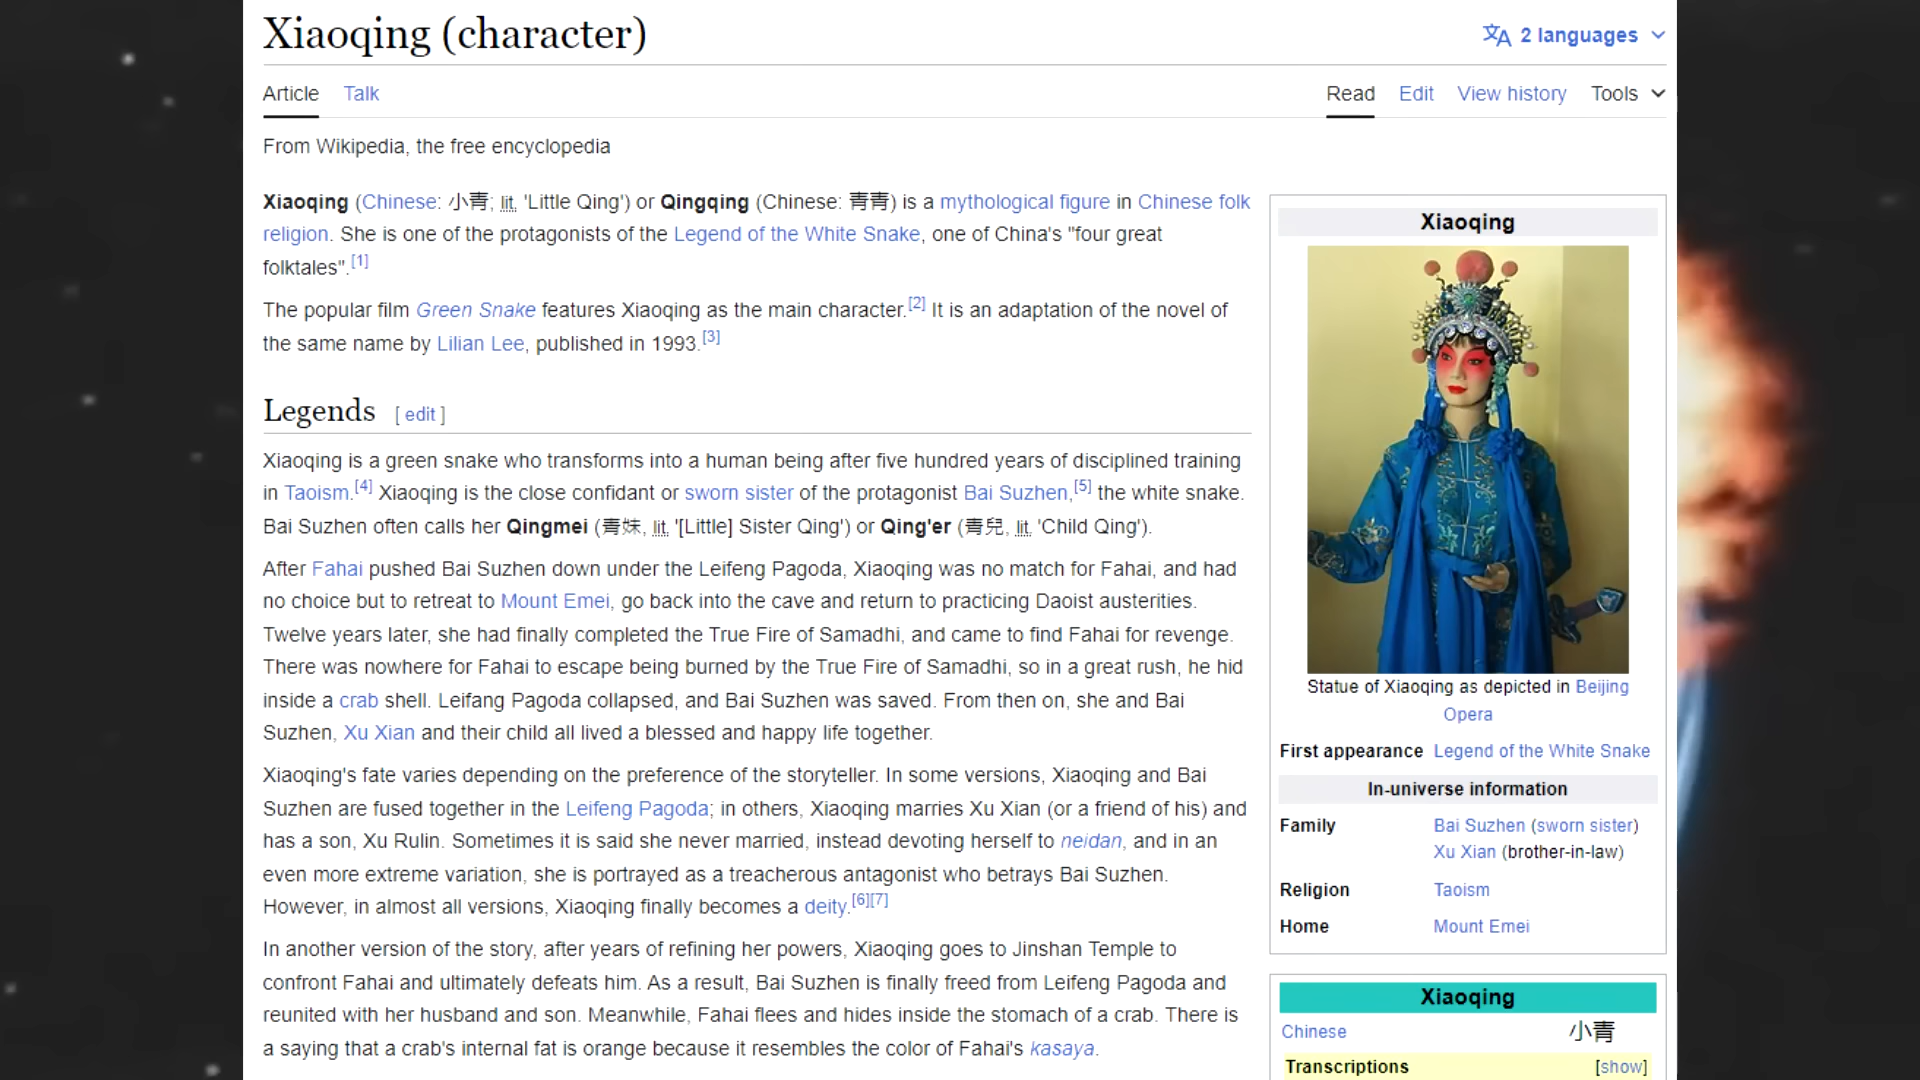 Xiaoqing (character)
2 languages
Article Talk
Read Edit View history Tools
From Wikipedia, the free encyclopedia
Xiaoqing (Chinese: 小青; lit. 'Little Qing') or Qingqing (Chinese: 青青) is a mythological figure in Chinese folk
religion. She is one of the protagonists of the Legend of the White Snake, one of China's "four great
folktales".[1]
The popular film Green Snake features Xiaoqing as the main character.[2] It is an adaptation of the novel of
the same name by Lilian Lee, published in 1993.[3]
Legends [ edit ]
Xiaoqing is a green snake who transforms into a human being after five hundred years of disciplined training
in Taoism.[4] Xiaoqing is the close confidant or sworn sister of the protagonist Bai Suzhen,[5] the white snake.
Bai Suzhen often calls her Qingmei (青妹, lit. '[Little] Sister Qing') or Qing'er (青兒, lit. 'Child Qing').
After Fahai pushed Bai Suzhen down under the Leifeng Pagoda, Xiaoqing was no match for Fahai, and had
no choice but to retreat to Mount Emei, go back into the cave and return to practicing Daoist austerities.
Twelve years later, she had finally completed the True Fire of Samadhi, and came to find Fahai for revenge.
There was nowhere for Fahai to escape being burned by the True Fire of Samadhi, so in a great rush, he hid
inside a crab shell. Leifang Pagoda collapsed, and Bai Suzhen was saved. From then on, she and Bai
Suzhen, Xu Xian and their child all lived a blessed and happy life together.
Xiaoqing's fate varies depending on the preference of the storyteller. In some versions, Xiaoqing and Bai
Suzhen are fused together in the Leifeng Pagoda; in others, Xiaoqing marries Xu Xian (or a friend of his) and
has a son, Xu Rulin. Sometimes it is said she never married, instead devoting herself to neidan, and in an
even more extreme variation, she is portrayed as a treacherous antagonist who betrays Bai Suzhen.
However, in almost all versions, Xiaoqing finally becomes a deity.[6][7]
In another version of the story, after years of refining her powers, Xiaoqing goes to Jinshan Temple to
confront Fahai and ultimately defeats him. As a result, Bai Suzhen is finally freed from Leifeng Pagoda and
reunited with her husband and son. Meanwhile, Fahai flees and hides inside the stomach of a crab. There is
a saying that a crab's internal fat is orange because it resembles the color of Fahai's kasaya.
Xiaoqing
Statue of Xiaoqing as depicted in Beijing
Opera
First appearance Legend of the White Snake
In-universe information
Family Bai Suzhen (sworn sister)
Xu Xian (brother-in-law)
Religion Taoism
Home Mount Emei
Xiaoqing
Chinese 小青
Transcriptions [show]